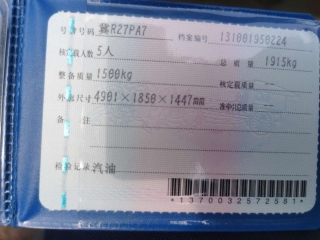 号牌号码 冀R27PA7 档案编号 131001950224
核定载人数 5人 总质量 1915kg
整备质量 1500kg 核定载质量 --
外廓尺寸 4901×1850×1447mm 准牵引总质量 --
备注
检验记录 汽油
*1370032572581*